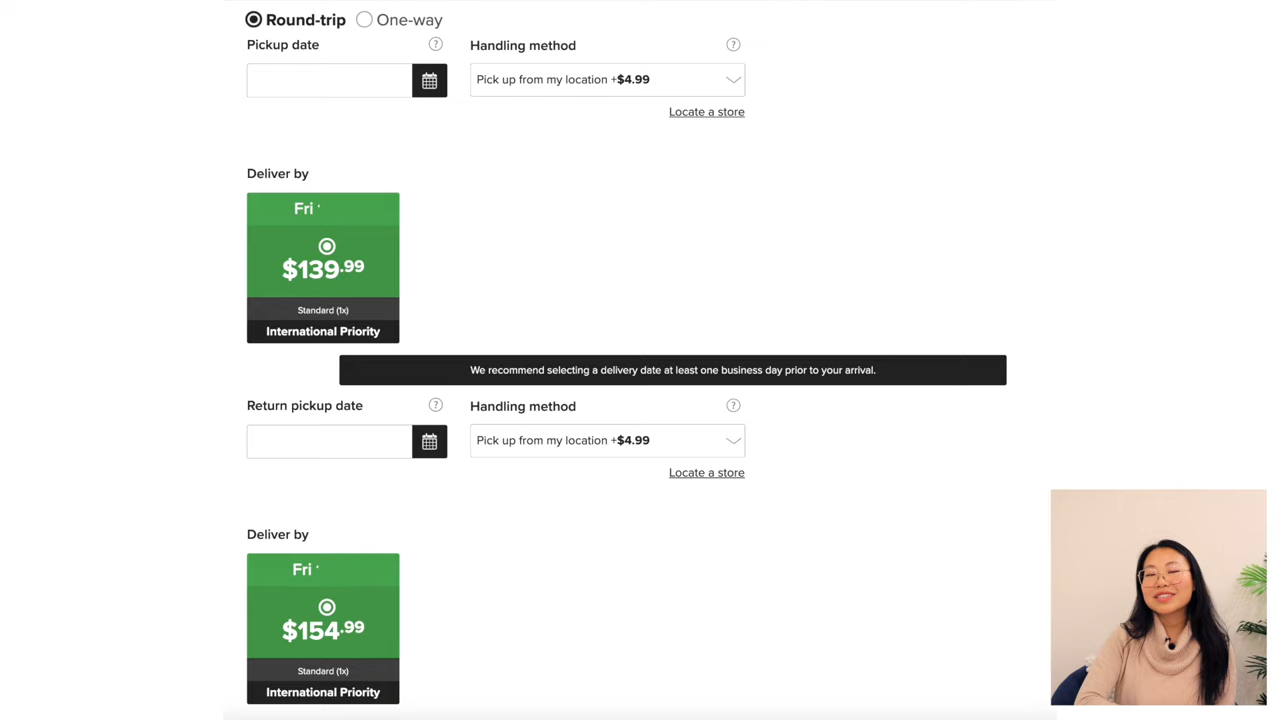 Round-trip One-way
Pickup date ? Handling method ?
Pick up from my location +$4.99
Locate a store
Deliver by
Fri
$139.99
Standard (1x)
International Priority
We recommend selecting a delivery date at least one business day prior to your arrival.
Return pickup date ? Handling method ?
Pick up from my location +$4.99
Locate a store
Deliver by
Fri
$154.99
Standard (1x)
International Priority